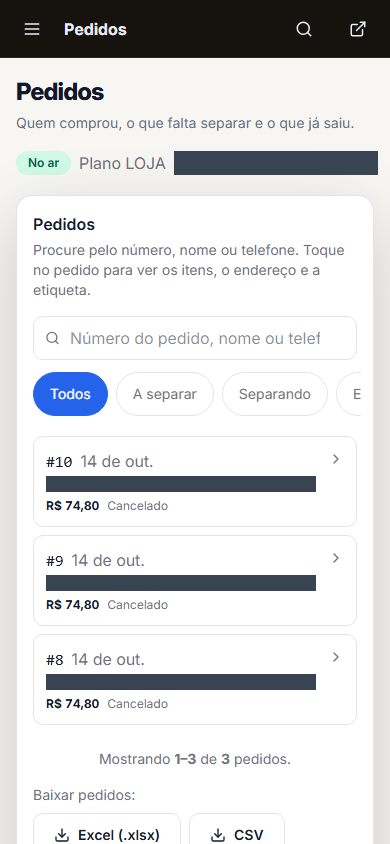 Pedidos
Pedidos
Quem comprou, o que falta separar e o que já saiu.
No ar Plano LOJA
Pedidos
Procure pelo número, nome ou telefone. Toque
no pedido para ver os itens, o endereço e a
etiqueta.
Número do pedido, nome ou telef
Todos A separar Separando E
#10 14 de out.
R$ 74,80 Cancelado
#9 14 de out.
R$ 74,80 Cancelado
#8 14 de out.
R$ 74,80 Cancelado
Mostrando 1–3 de 3 pedidos.
Baixar pedidos:
Excel (.xlsx) CSV